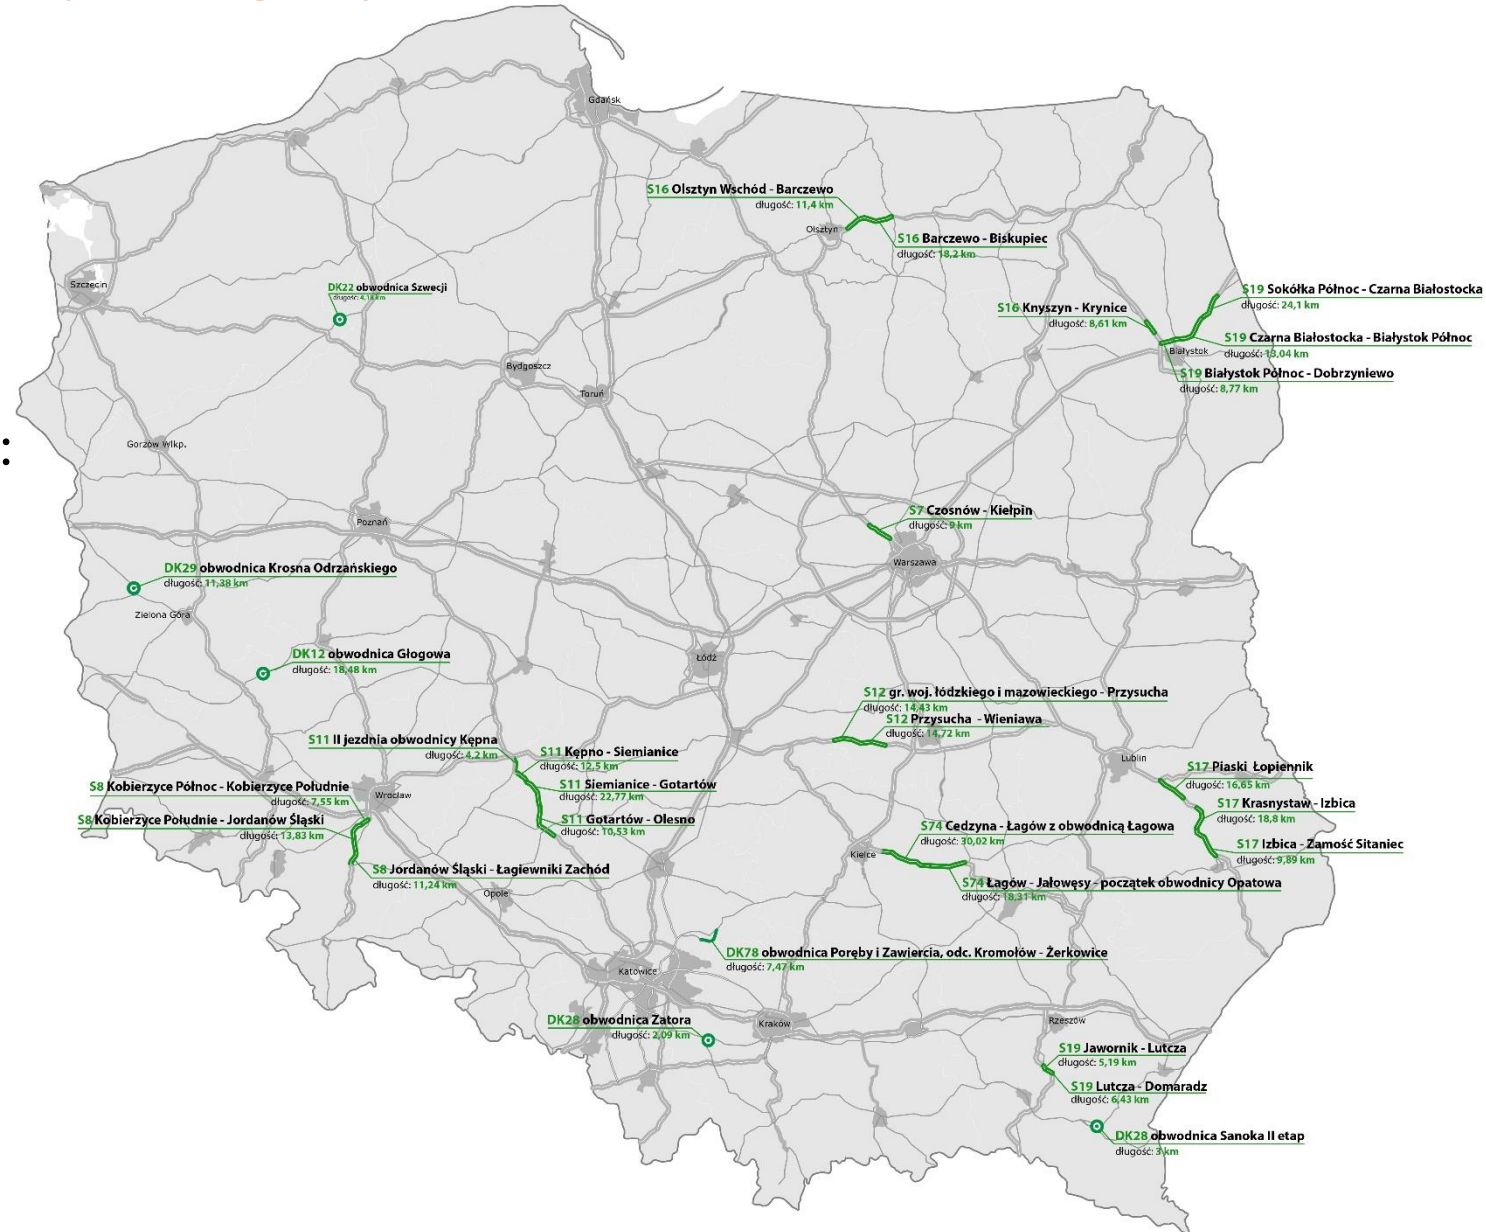 Gdańsk
S16 Olsztyn Wschód - Barczewo
długość: 11,4 km
Olsztyn
S16 Barczewo - Biskupiec
długość: 18,2 km
Szczecin
DK22 obwodnica Szwecji
S19 Sokółka Północ - Czarna Białostocka
długość: 24,1 km
S16 Knyszyn - Krynice
długość: 8,61 km
S19 Czarna Białostocka - Białystok Północ
długość: 13,04 km
Białystok
S19 Białystok Północ - Dobrzyniewo
długość: 8,77 km
Bydgoszcz
Toruń
Gorzów Wlkp.
:
:
Poznań
S7 Czosnów - Kiełpin
długość: 9 km
Warszawa
DK29 obwodnica Krosna Odrzańskiego
długość: 11,38 km
Zielona Góra
DK12 obwodnica Głogowa
długość: 18,48 km
Łódź
S12 gr. woj. łódzkiego i mazowieckiego - Przysucha
długość: 14,43 km
S12 Przysucha - Wieniawa
długość: 14,72 km
S11 II jezdnia obwodnicy Kępna
długość: 4,2 km
S11 Kępno - Siemianice
długość: 12,5 km
Lublin
S17 Piaski Łopiennik
długość: 16,65 km
S8 Kobierzyce Północ - Kobierzyce Południe
długość: 7,55 km
Wrocław
S11 Siemianice - Gotartów
długość: 22,77 km
S17 Krasnystaw - Izbica
długość: 18,8 km
S8 Kobierzyce Południe - Jordanów Śląski
długość: 13,83 km
S11 Gotartów - Olesno
długość: 10,53 km
S74 Cedzyna - Łagów z obwodnicą Łagowa
długość: 30,02 km
Kielce
S17 Izbica - Zamość Sitaniec
długość: 9,89 km
S8 Jordanów Śląski - Łagiewniki Zachód
długość: 11,24 km
Opole
S74 Łagów - Jałowęsy - początek obwodnicy Opatowa
długość: 18,31 km
DK78 obwodnica Poręby i Zawiercia, odc. Kromołów - Żerkowice
długość: 7,47 km
Katowice
DK28 obwodnica Zatora
długość: 2,09 km
Kraków
Rzeszów
S19 Jawornik - Lutcza
długość: 5,19 km
S19 Lutcza - Domaradz
długość: 6,43 km
DK28 obwodnica Sanoka II etap
długość: 3 km